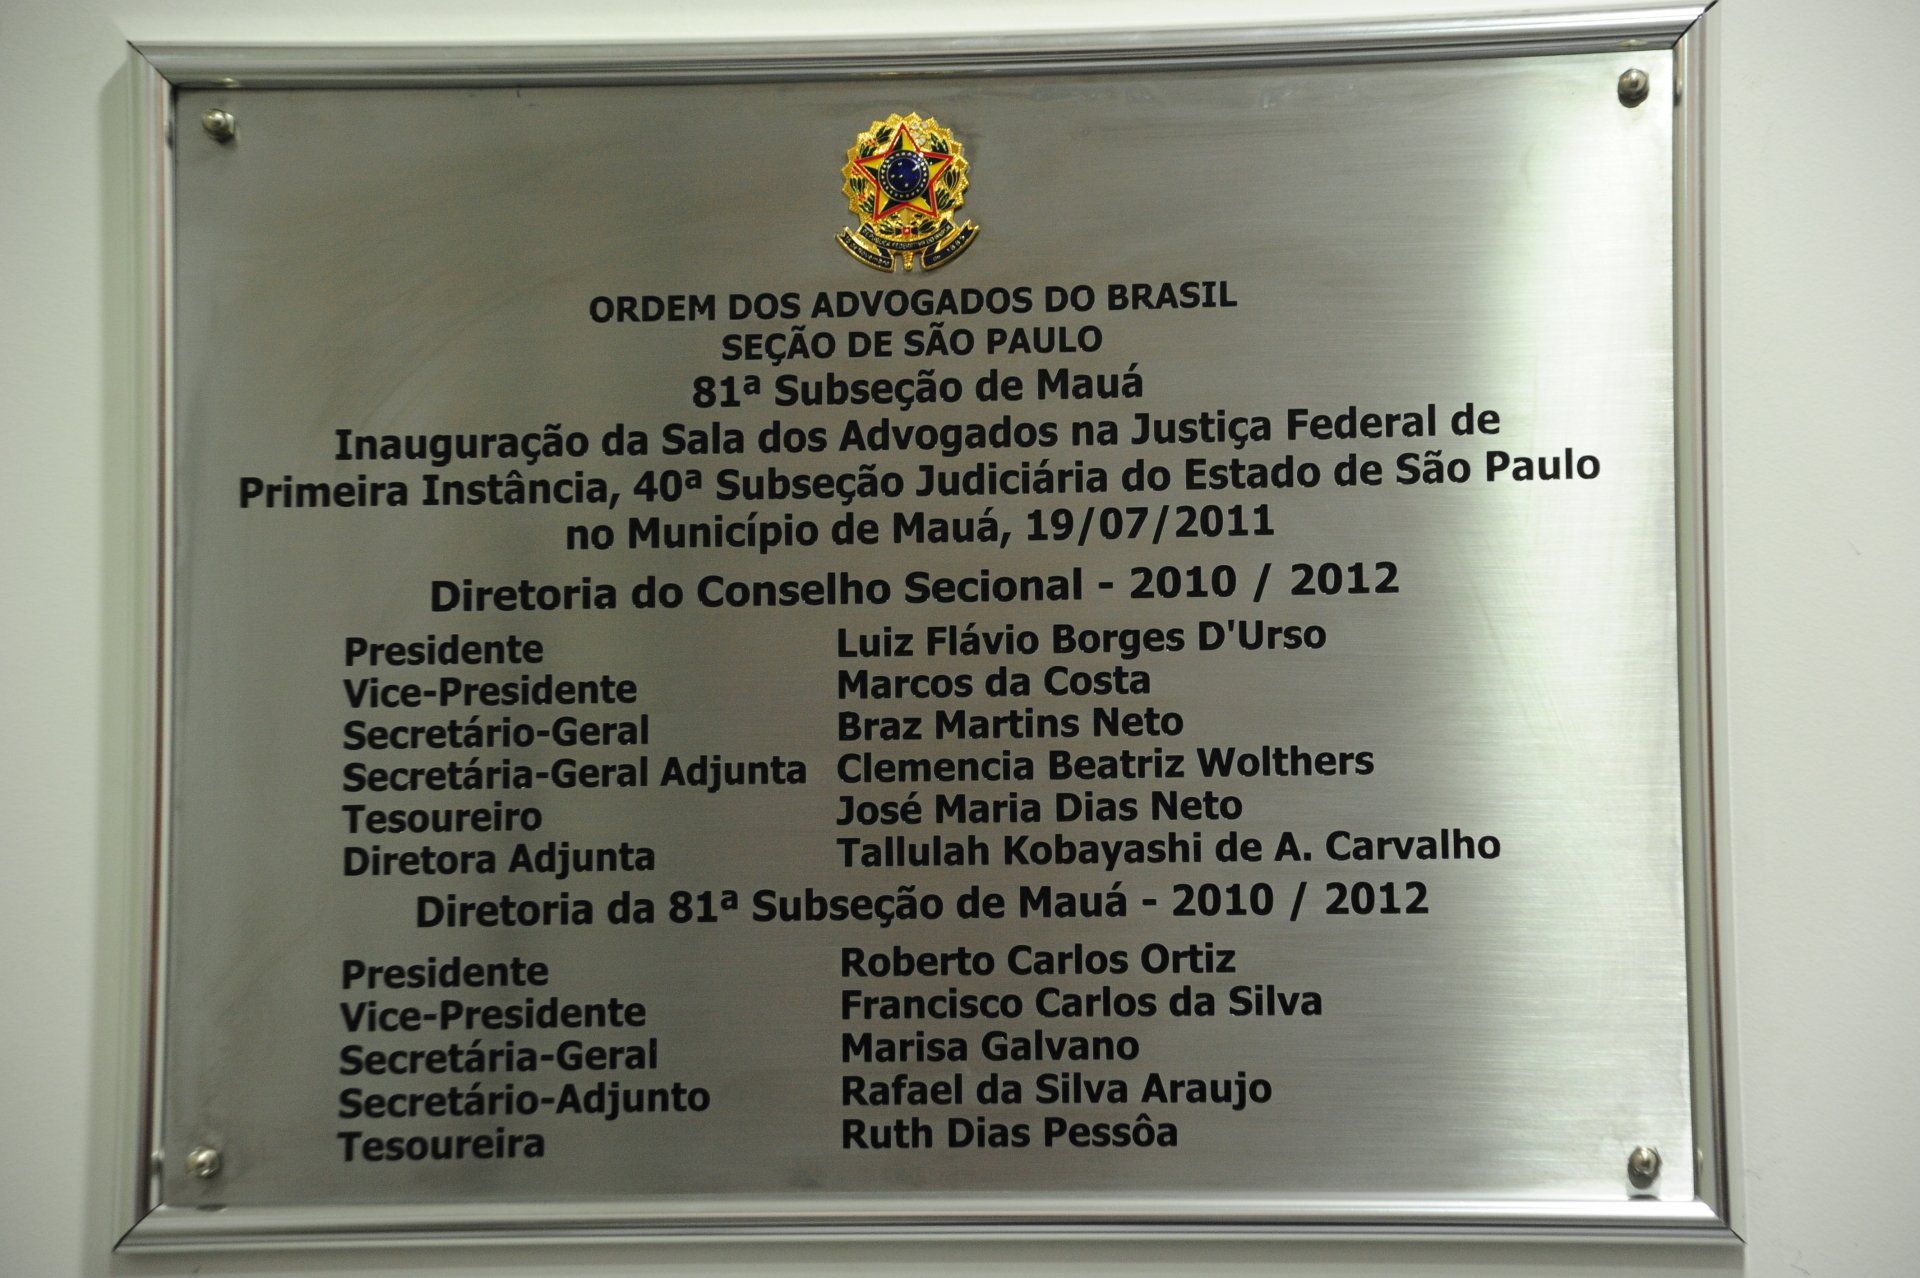 ORDEM DOS ADVOGADOS DO BRASIL
SEÇÃO DE SÃO PAULO
81ª Subseção de Mauá
Inauguração da Sala dos Advogados na Justiça Federal de
Primeira Instância, 40ª Subseção Judiciária do Estado de São Paulo
no Município de Mauá, 19/07/2011
Diretoria do Conselho Secional - 2010 / 2012
Presidente Luiz Flávio Borges D'Urso
Vice-Presidente Marcos da Costa
Secretário-Geral Braz Martins Neto
Secretária-Geral Adjunta Clemencia Beatriz Wolthers
Tesoureiro José Maria Dias Neto
Diretora Adjunta Tallulah Kobayashi de A. Carvalho
Diretoria da 81ª Subseção de Mauá - 2010 / 2012
Presidente Roberto Carlos Ortiz
Vice-Presidente Francisco Carlos da Silva
Secretária-Geral Marisa Galvano
Secretário-Adjunto Rafael da Silva Araujo
Tesoureira Ruth Dias Pessôa